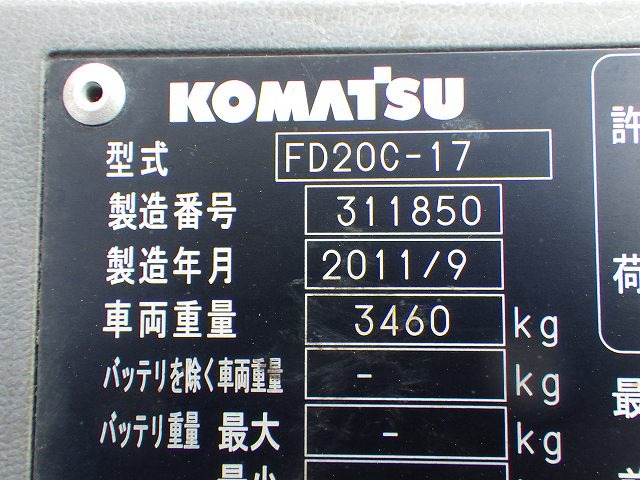 KOMATSU
型式 FD20C-17
製造番号 311850
製造年月 2011/9
車両重量 3460 kg
バッテリを除く車両重量 - kg
バッテリ重量 最大 - kg
最小
許
荷
最